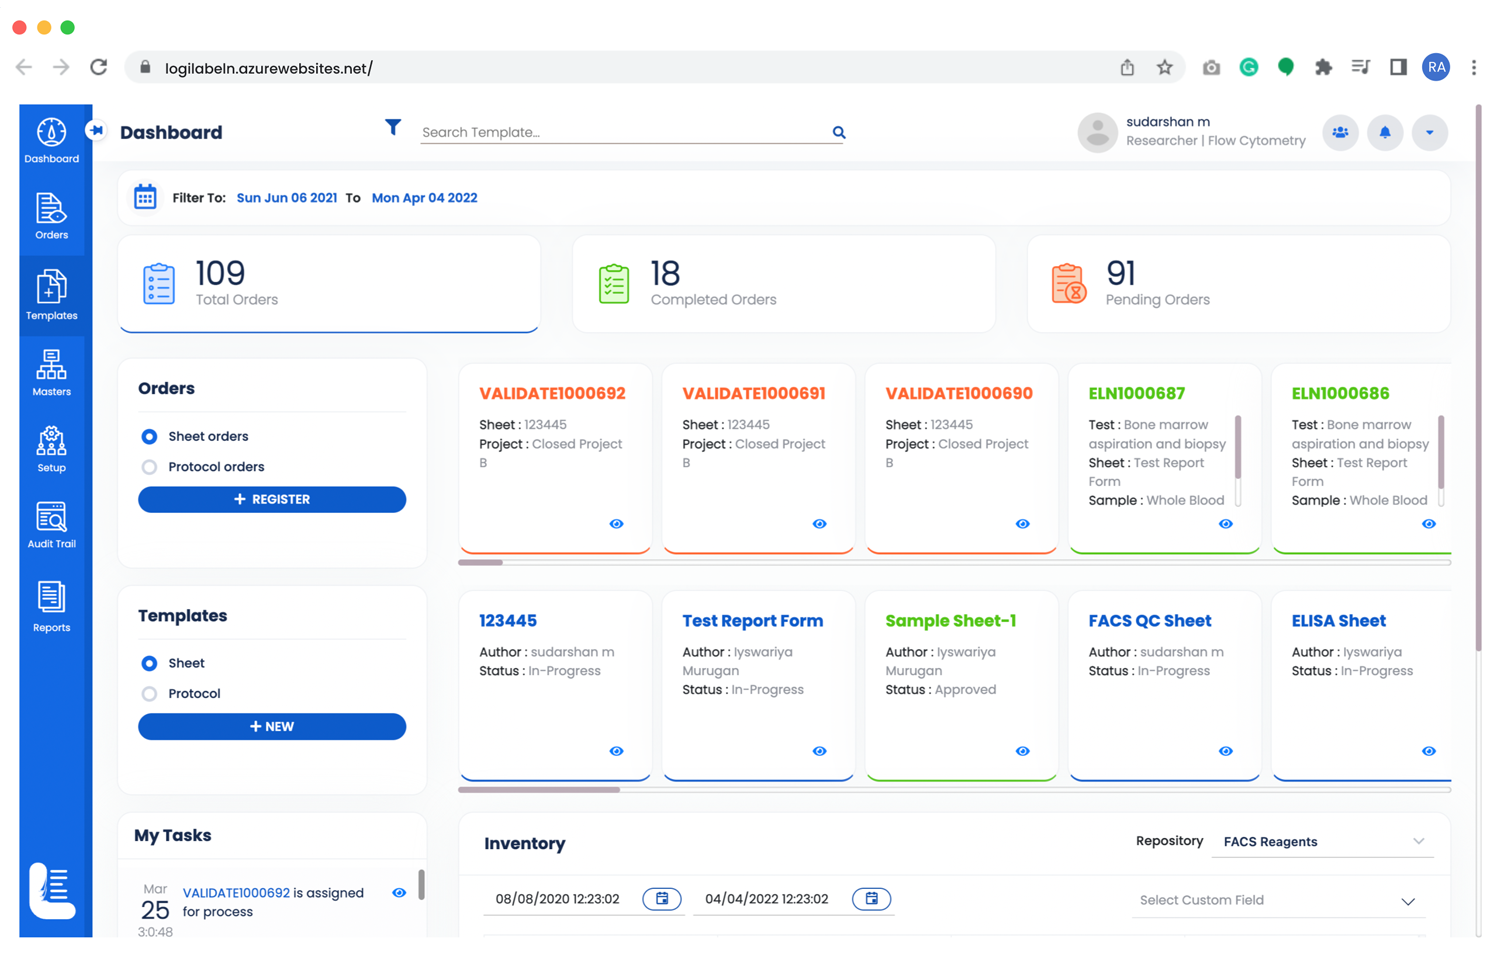 logilabeln.azurewebsites.net/
RA
Dashboard
Search Template...
sudarshan m
Researcher | Flow Cytometry
Dashboard
Orders
Templates
Masters
Setup
Audit Trail
Reports
Filter To: Sun Jun 06 2021 To Mon Apr 04 2022
109
Total Orders
18
Completed Orders
91
Pending Orders
Orders
Sheet orders
Protocol orders
+ REGISTER
VALIDATE1000692
Sheet : 123445
Project : Closed Project
B
VALIDATE1000691
Sheet : 123445
Project : Closed Project
B
VALIDATE1000690
Sheet : 123445
Project : Closed Project
B
ELN1000687
Test : Bone marrow
aspiration and biopsy
Sheet : Test Report
Form
Sample : Whole Blood
ELN1000686
Test : Bone marrow
aspiration and biopsy
Sheet : Test Report
Form
Sample : Whole Blood
Templates
Sheet
Protocol
+ NEW
123445
Author : sudarshan m
Status : In-Progress
Test Report Form
Author : Iyswariya
Murugan
Status : In-Progress
Sample Sheet-1
Author : Iyswariya
Murugan
Status : Approved
FACS QC Sheet
Author : sudarshan m
Status : In-Progress
ELISA Sheet
Author : Iyswariya
Status : In-Progress
My Tasks
Mar
25
3:0:48
VALIDATE1000692 is assigned
for process
Inventory
Repository FACS Reagents
08/08/2020 12:23:02
04/04/2022 12:23:02
Select Custom Field